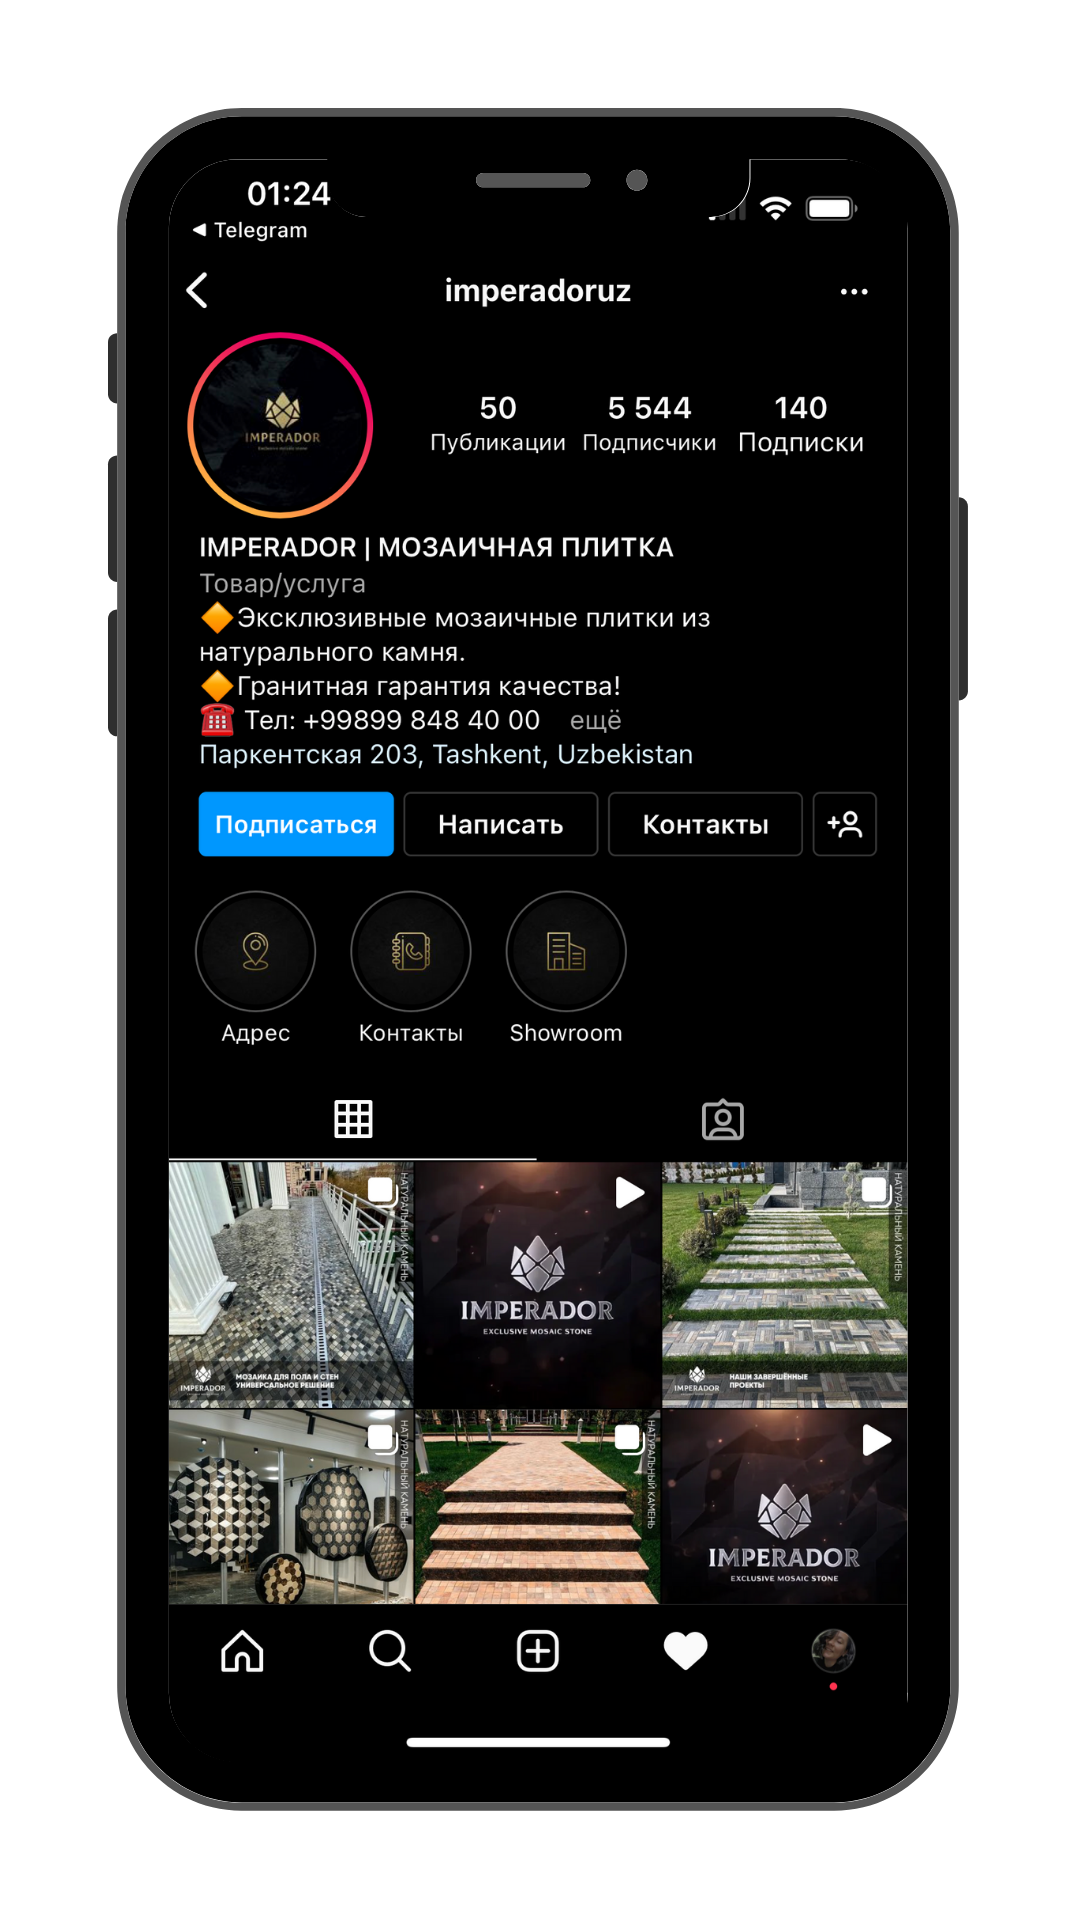 01:24
Telegram
imperadoruz
IMPERADOR
50
5 544
140
Публикации
Подписчики
Подписки
IMPERADOR | МОЗАИЧНАЯ ПЛИТКА
Товар/услуга
🔶Эксклюзивные мозаичные плитки из
натурального камня.
🔶Гранитная гарантия качества!
☎️ Тел: +99899 848 40 00 ещё
Паркентская 203, Tashkent, Uzbekistan
Подписаться
Написать
Контакты
Адрес
Контакты
Showroom
НАТУРАЛЬНЫЙ КАМЕНЬ
IMPERADOR
МОЗАИКА ДЛЯ ПОЛА И СТЕН
УНИВЕРСАЛЬНОЕ РЕШЕНИЕ
IMPERADOR
EXCLUSIVE MOSAIC STONE
НАТУРАЛЬНЫЙ КАМЕНЬ
IMPERADOR
НАШИ ЗАВЕРШЁННЫЕ
ПРОЕКТЫ
НАТУРАЛЬНЫЙ КАМЕНЬ
НАТУРАЛЬНЫЙ КАМЕНЬ
IMPERADOR
EXCLUSIVE MOSAIC STONE